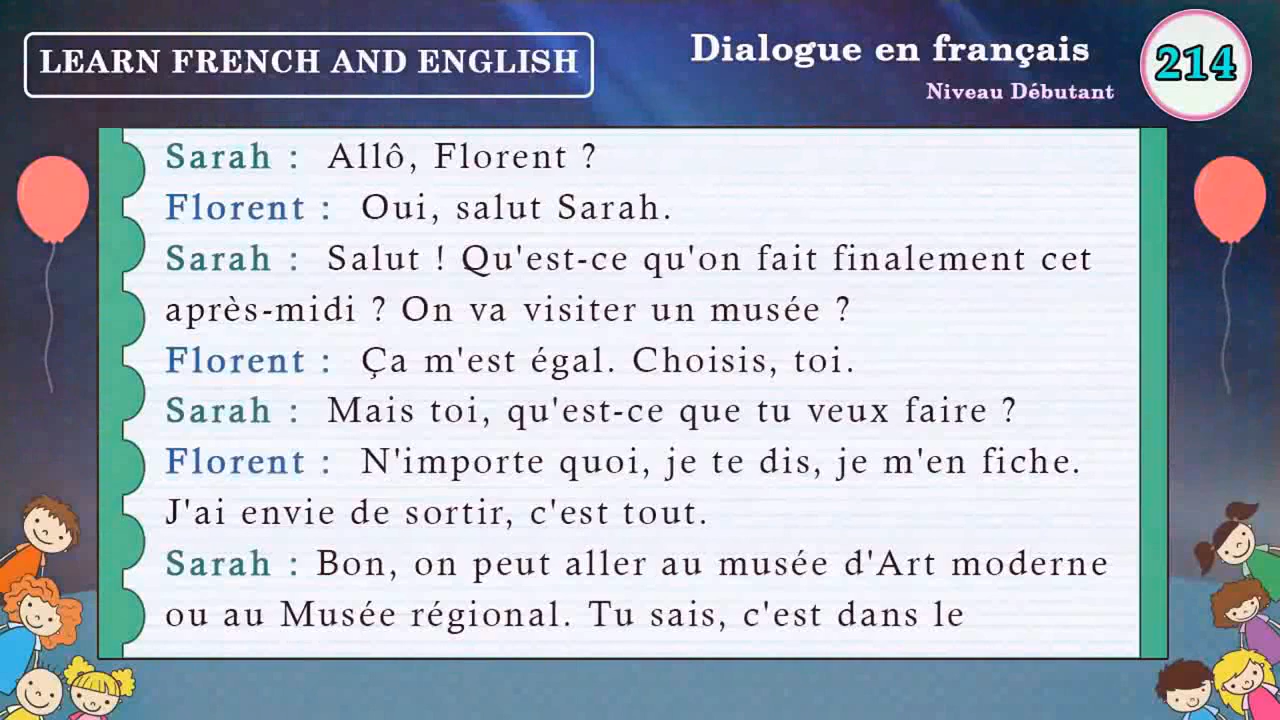 LEARN FRENCH AND ENGLISH
Dialogue en français
Niveau Débutant
214
Sarah : Allô, Florent ?
Florent : Oui, salut Sarah.
Sarah : Salut ! Qu'est-ce qu'on fait finalement cet
après-midi ? On va visiter un musée ?
Florent : Ça m'est égal. Choisis, toi.
Sarah : Mais toi, qu'est-ce que tu veux faire ?
Florent : N'importe quoi, je te dis, je m'en fiche.
J'ai envie de sortir, c'est tout.
Sarah : Bon, on peut aller au musée d'Art moderne
ou au Musée régional. Tu sais, c'est dans le